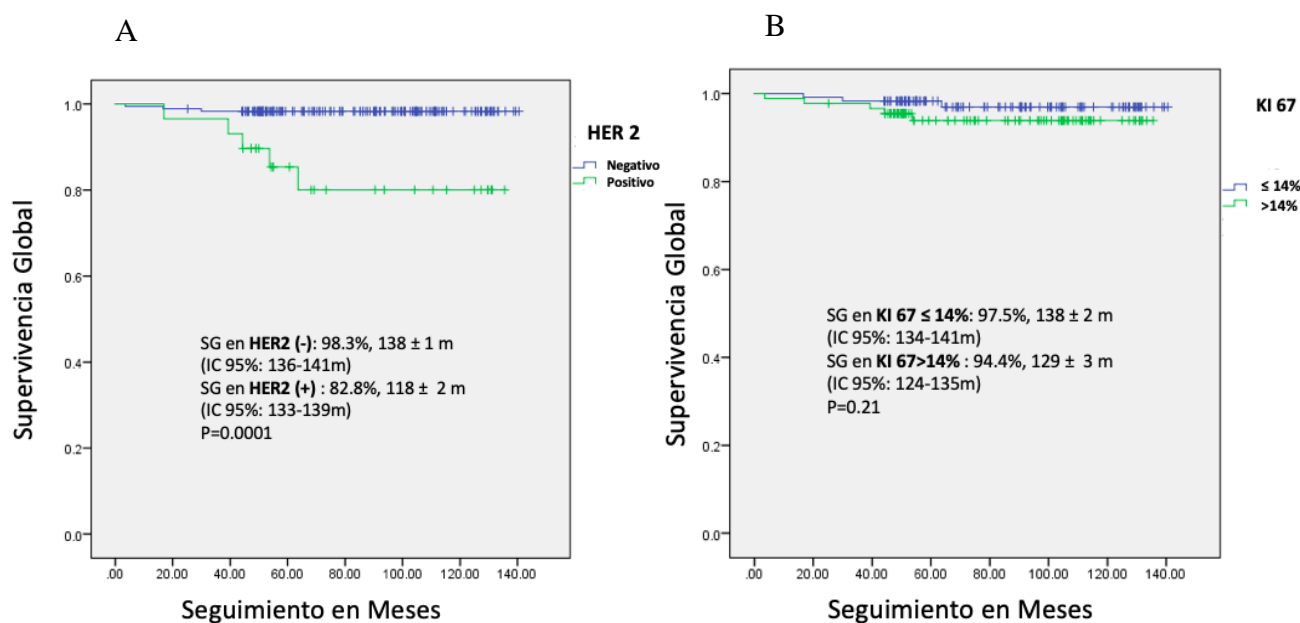 A
Supervivencia Global
1.0
0.8
0.6
0.4
0.2
0.0
.00 20.00 40.00 60.00 80.00 100.00 120.00 140.00
Seguimiento en Meses
HER 2
Negativo
Positivo
SG en HER2 (-): 98.3%, 138 ± 1 m
(IC 95%: 136-141m)
SG en HER2 (+) : 82.8%, 118 ± 2 m
(IC 95%: 133-139m)
P=0.0001
B
Supervivencia Global
1.0
0.8
0.6
0.4
0.2
0.0
.00 20.00 40.00 60.00 80.00 100.00 120.00 140.00
Seguimiento en Meses
KI 67
≤ 14%
>14%
SG en KI 67 ≤ 14%: 97.5%, 138 ± 2 m
(IC 95%: 134-141m)
SG en KI 67>14% : 94.4%, 129 ± 3 m
(IC 95%: 124-135m)
P=0.21